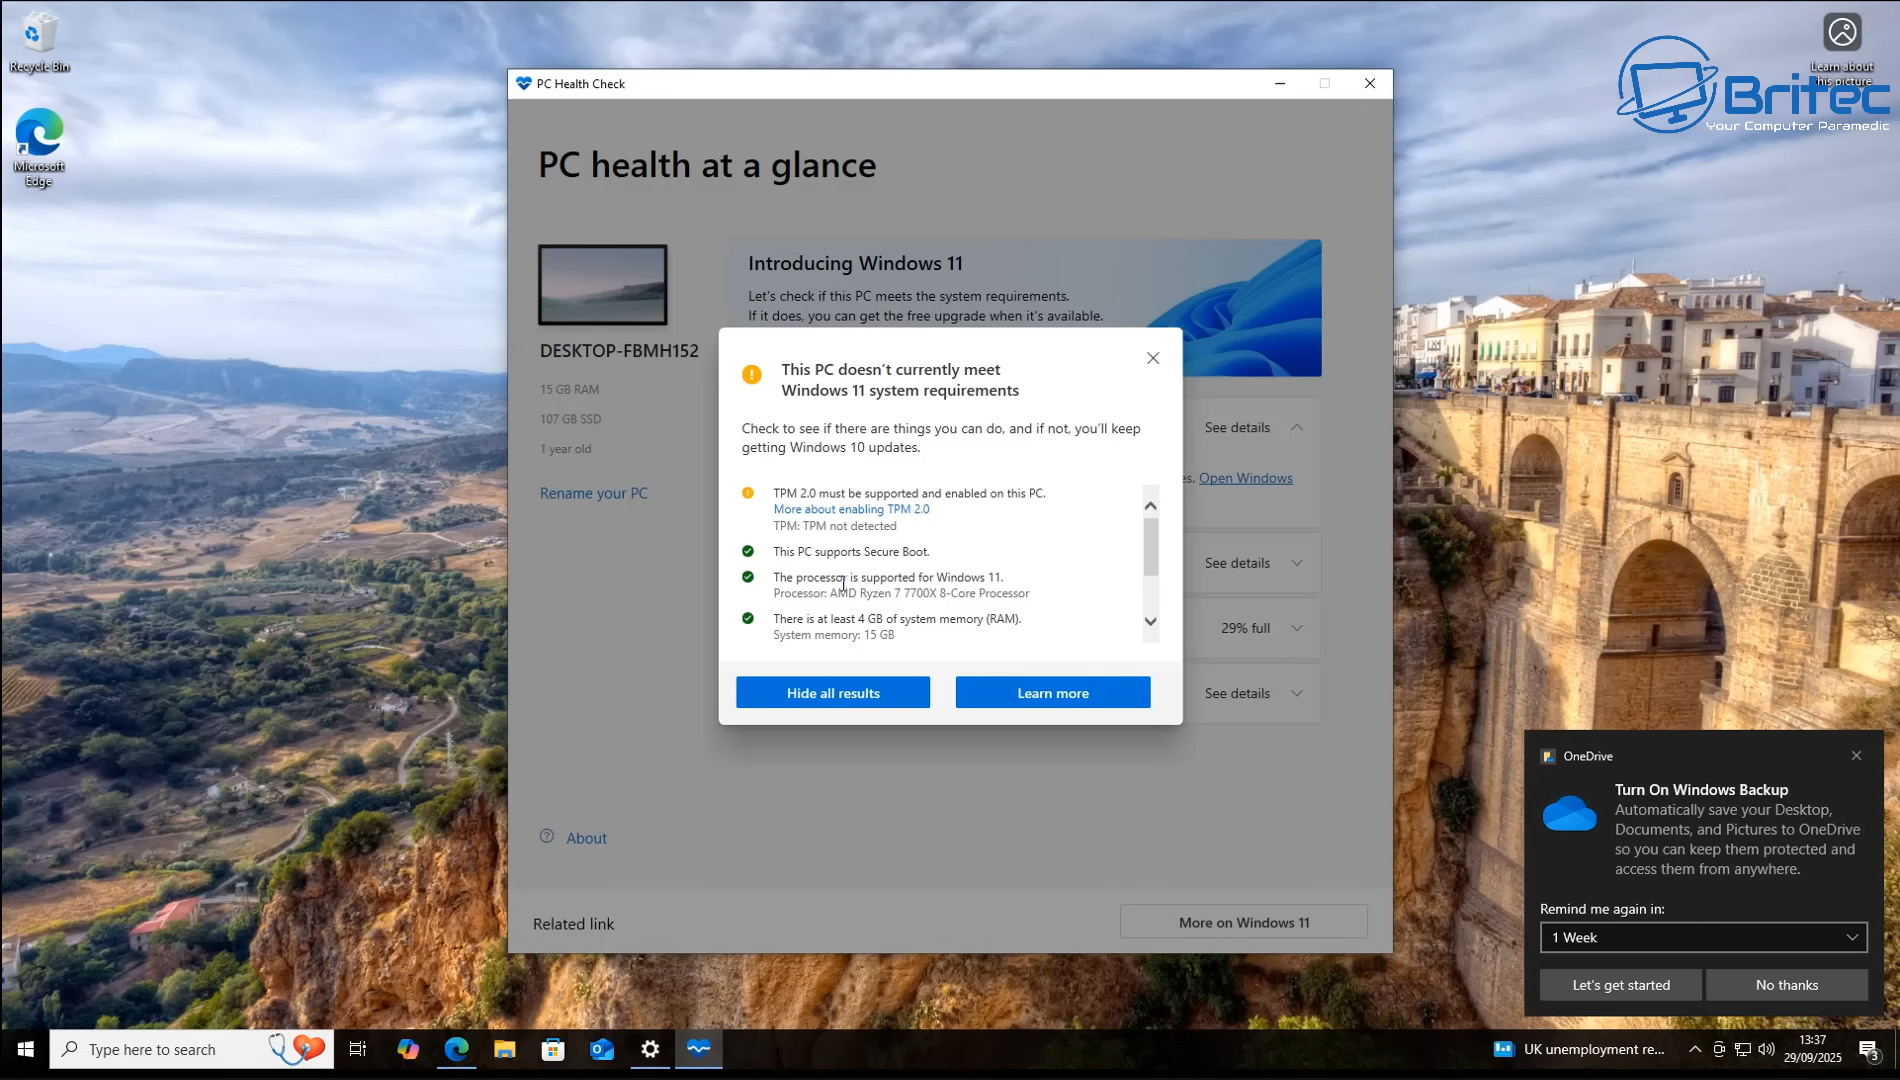 Recycle Bin
Microsoft
Edge
Learn about
this picture
Britec
Your Computer Paramedic
PC Health Check
PC health at a glance
DESKTOP-FBMH152
15 GB RAM
107 GB SSD
1 year old
Rename your PC
Introducing Windows 11
Let's check if this PC meets the system requirements.
If it does, you can get the free upgrade when it's available.
This PC doesn't currently meet
Windows 11 system requirements
Check to see if there are things you can do, and if not, you'll keep
getting Windows 10 updates.
TPM 2.0 must be supported and enabled on this PC.
More about enabling TPM 2.0
TPM: TPM not detected
This PC supports Secure Boot.
The processor is supported for Windows 11.
Processor: AMD Ryzen 7 7700X 8-Core Processor
There is at least 4 GB of system memory (RAM).
System memory: 15 GB
Hide all results
Learn more
See details
es. Open Windows
See details
29% full
See details
About
Related link
More on Windows 11
OneDrive
Turn On Windows Backup
Automatically save your Desktop,
Documents, and Pictures to OneDrive
so you can keep them protected and
access them from anywhere.
Remind me again in:
1 Week
Let's get started
No thanks
Type here to search
UK unemployment re...
13:37
29/09/2025
3